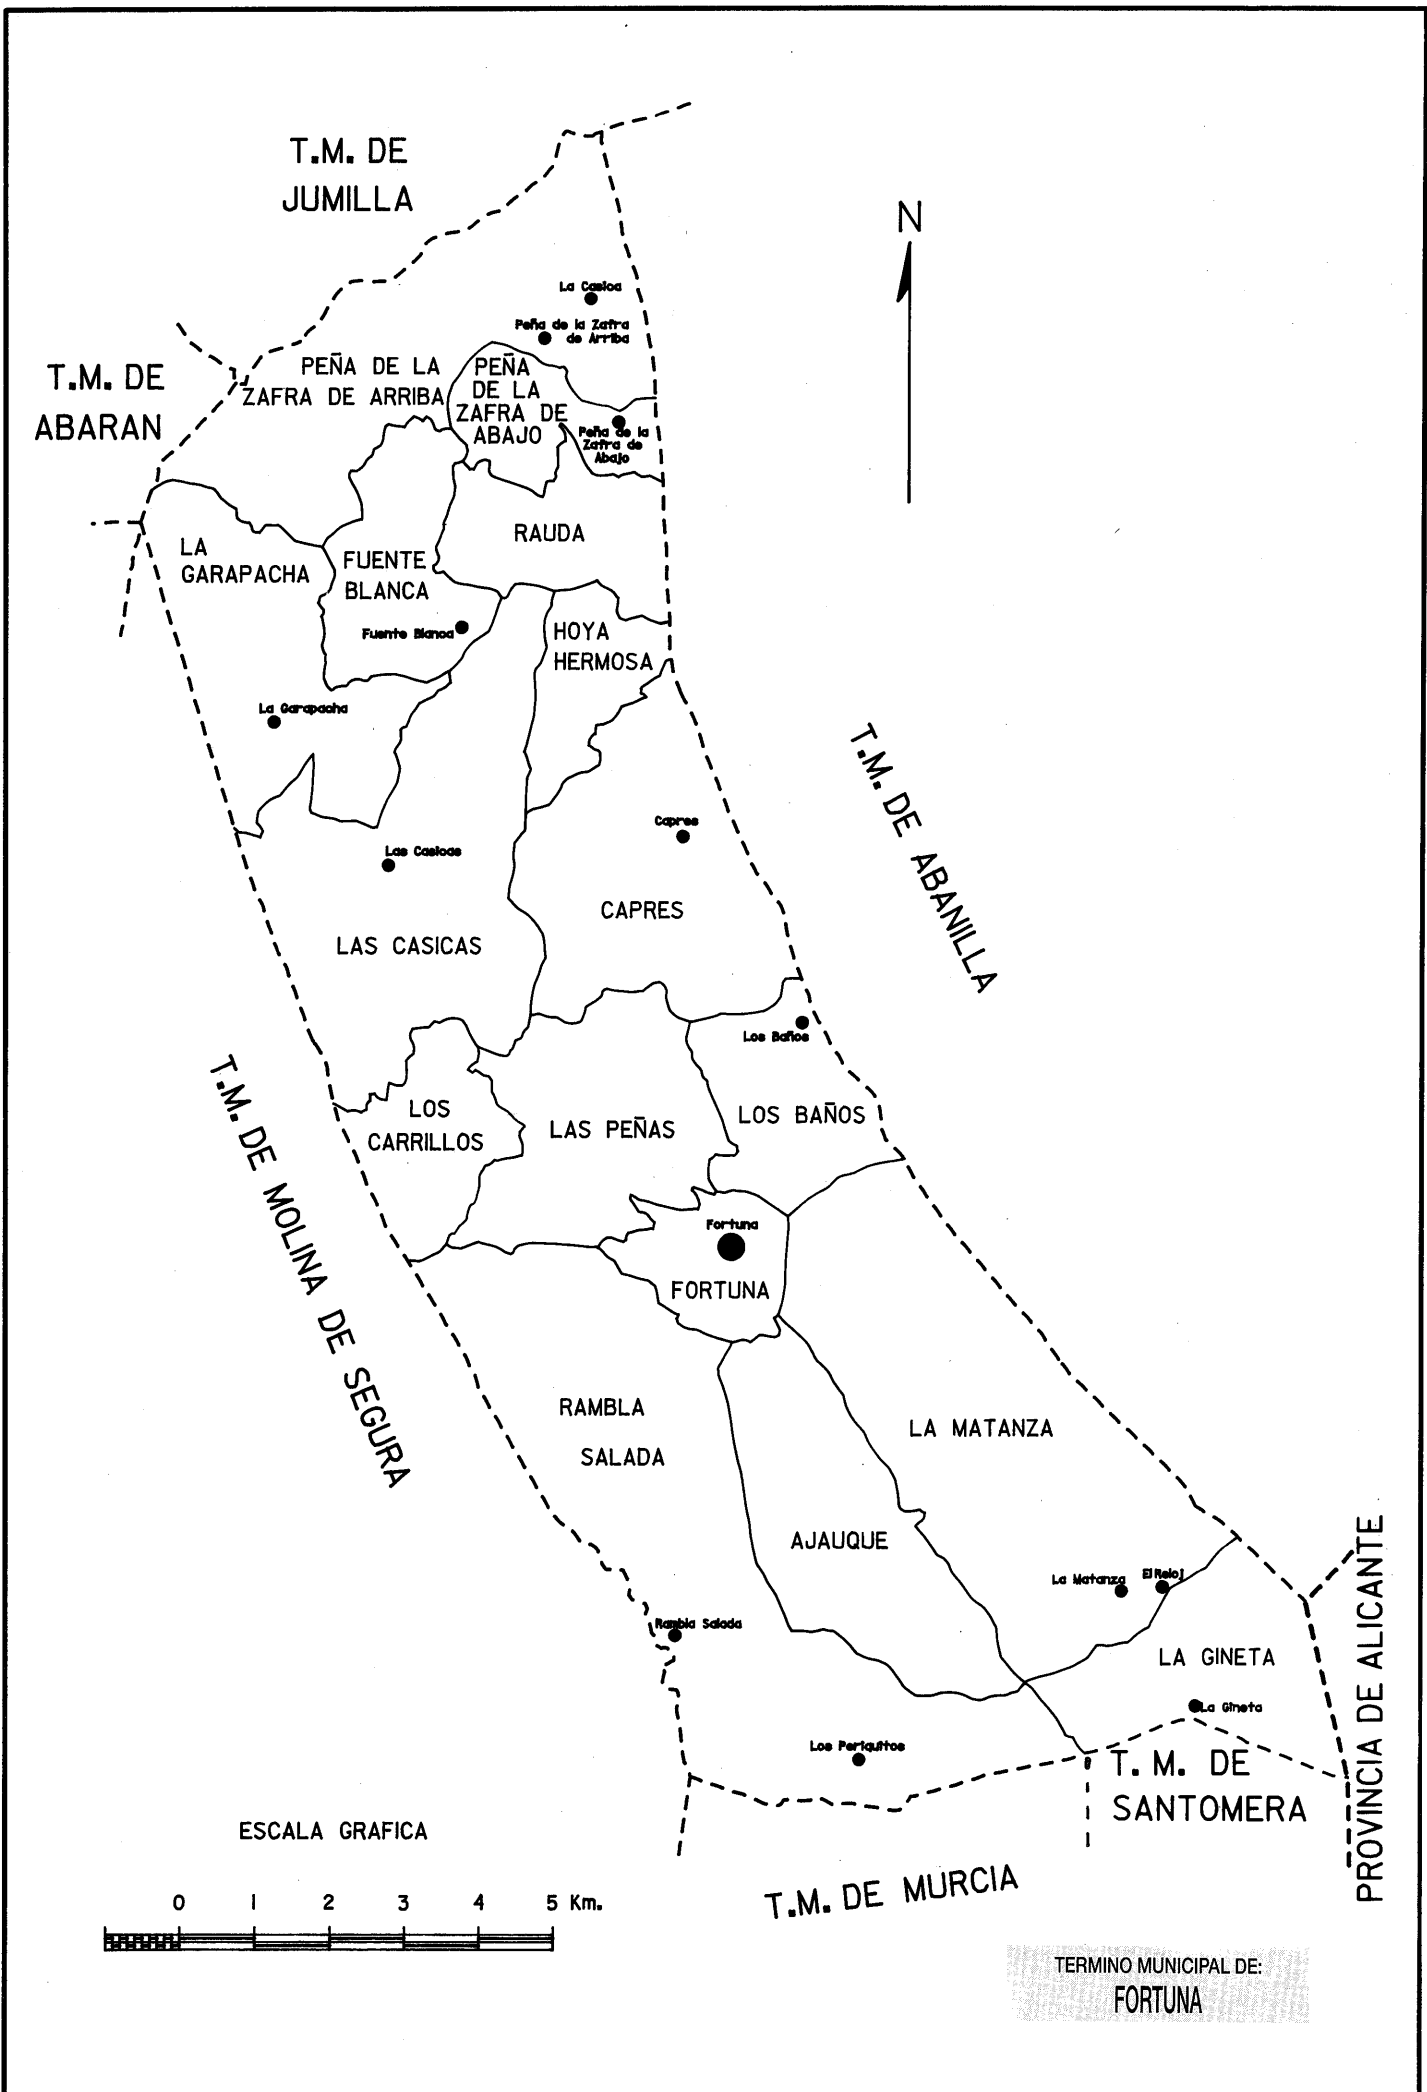 T.M. DE
JUMILLA
N
La Casica
Peña de la Zafra
de Arriba
T.M. DE
ABARAN
PEÑA DE LA
ZAFRA DE ARRIBA
PEÑA
DE LA
ZAFRA DE
ABAJO
Peña de la
Zafra de
Abajo
RAUDA
LA
GARAPACHA
FUENTE
BLANCA
Fuente Blanca
HOYA
HERMOSA
La Garapacha
T.M. DE ABANILLA
Capres
Las Casicas
CAPRES
LAS CASICAS
Los Baños
T.M. DE MOLINA DE SEGURA
LOS
CARRILLOS
LAS PEÑAS
LOS BAÑOS
Fortuna
FORTUNA
RAMBLA
SALADA
LA MATANZA
AJAUQUE
La Matanza
El Reloj
PROVINCIA DE ALICANTE
Rambla Salada
LA GINETA
La Gineta
Los Periquitos
T. M. DE
SANTOMERA
ESCALA GRAFICA
T.M. DE MURCIA
0 1 2 3 4 5 Km.
TERMINO MUNICIPAL DE:
FORTUNA